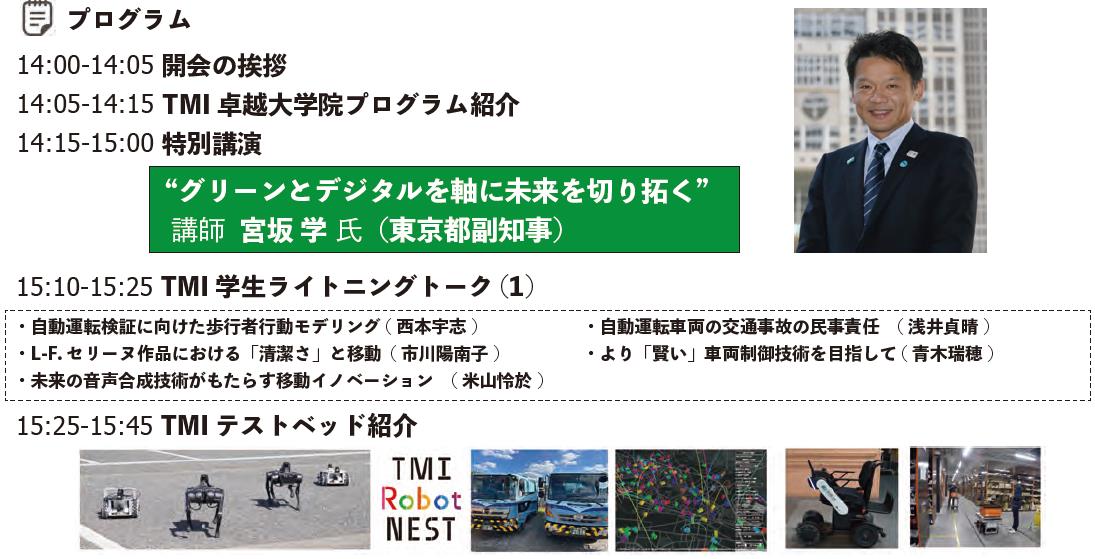 プログラム
14:00-14:05 開会の挨拶
14:05-14:15 TMI 卓越大学院プログラム紹介
14:15-15:00 特別講演
“グリーンとデジタルを軸に未来を切り拓く”
講師 宮坂 学 氏（東京都副知事）
15:10-15:25 TMI 学生ライトニングトーク（1）
・自動運転検証に向けた歩行者行動モデリング（ 西本宇志 ）
・自動運転車両の交通事故の民事責任 （ 浅井貞晴 ）
・L-F. セリーヌ作品における「清潔さ」と移動（ 市川陽南子 ）
・より「賢い」車両制御技術を目指して（ 青木瑞穂 ）
・未来の音声合成技術がもたらす移動イノベーション （ 米山怜於 ）
15:25-15:45 TMI テストベッド紹介
TMI
Robot
NEST